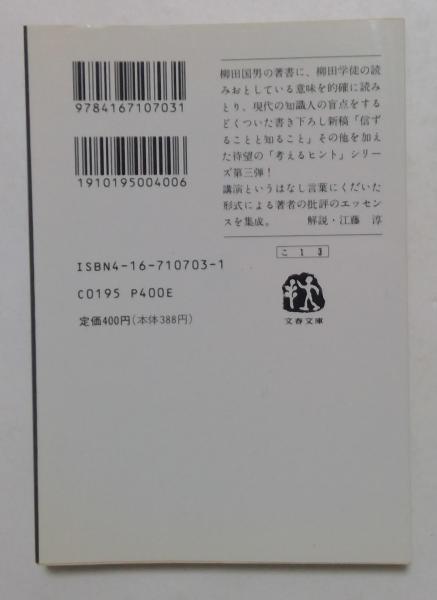 9784167107031
1910195004006
ISBN4-16-710703-1
C0195 P400E
定価400円(本体388円)
柳田国男の著書に、柳田学徒の読
みおとしている意味を的確に読み
とり、現代の知識人の盲点をする
どくついた書き下ろし新稿「信ず
ることと知ること」その他を加え
た待望の「考えるヒント」シリー
ズ第三弾！
講演というはなし言葉にくだいた
形式による著者の批評のエッセン
スを集成。 解説・江藤 淳
こ 1 3
文春文庫